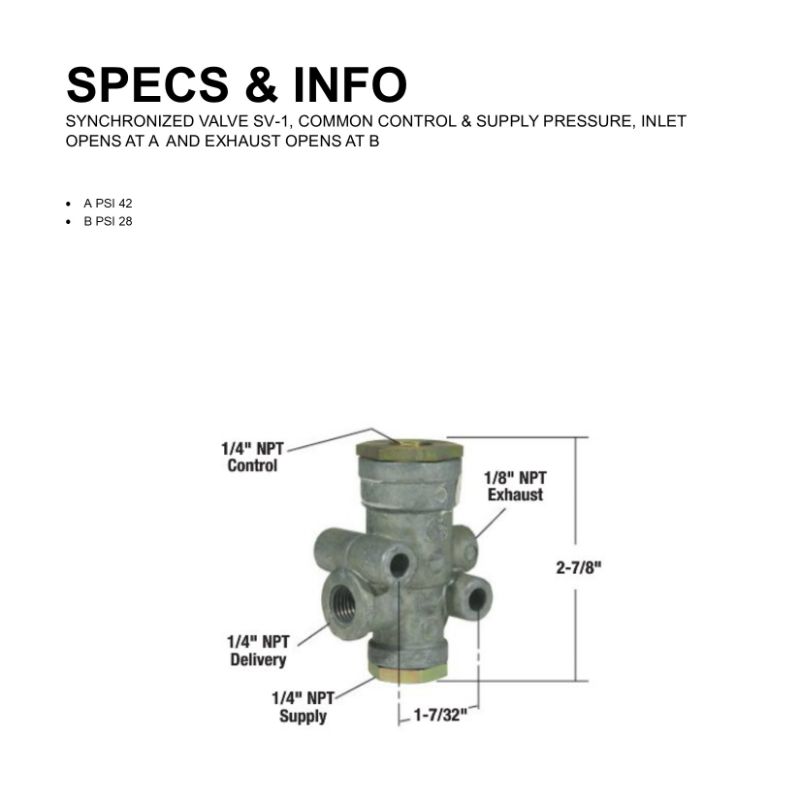 SPECS & INFO
SYNCHRONIZED VALVE SV-1, COMMON CONTROL & SUPPLY PRESSURE, INLET
OPENS AT A AND EXHAUST OPENS AT B
• A PSI 42
• B PSI 28
1/4" NPT
Control
1/8" NPT
Exhaust
2-7/8"
1/4" NPT
Delivery
1/4" NPT
Supply
1-7/32"